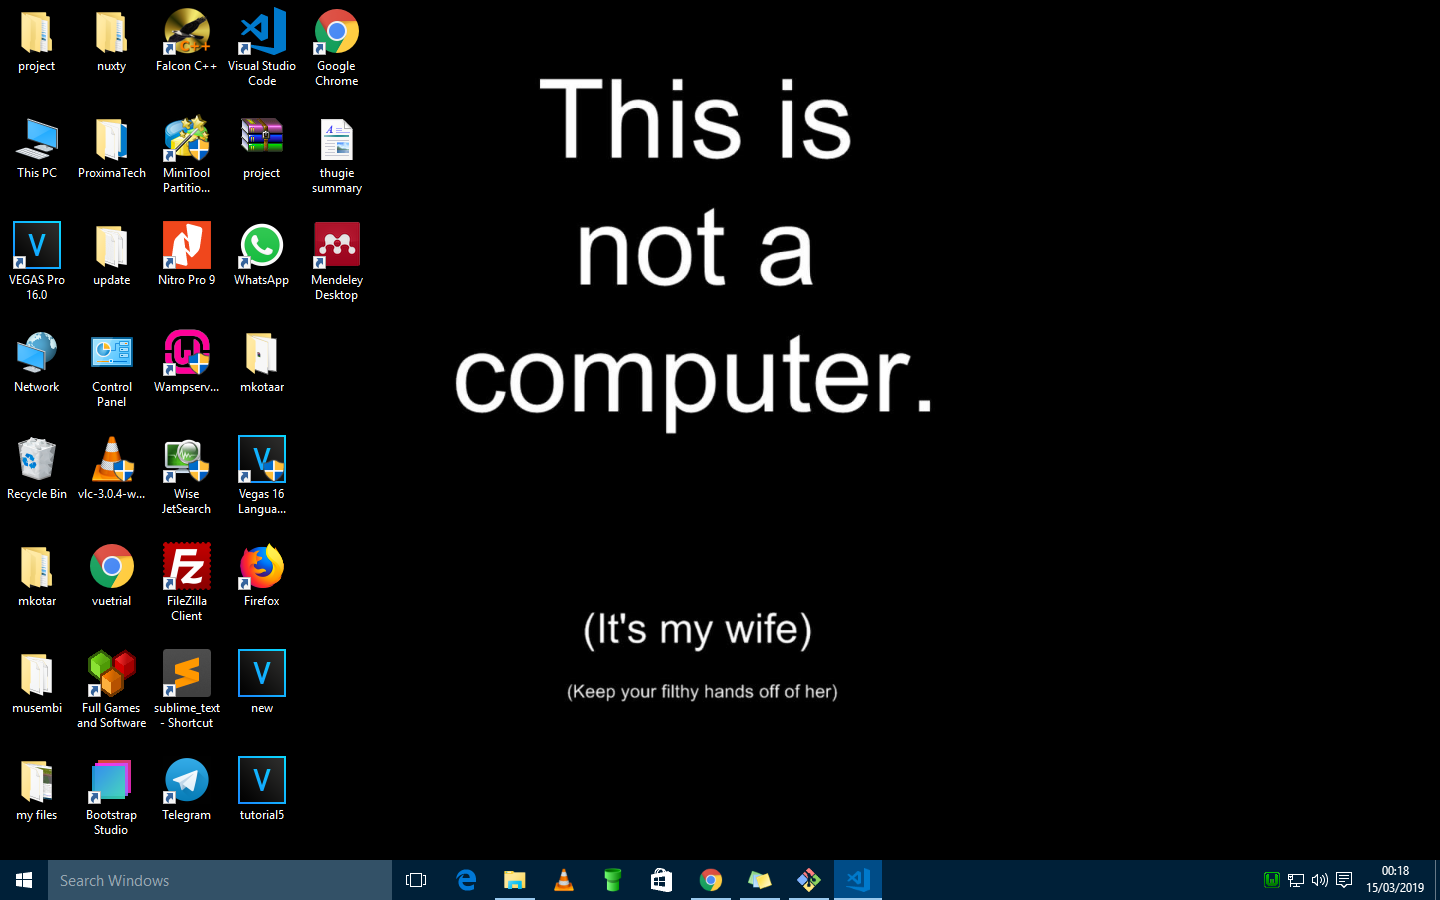 project
nuxty
Falcon C++
Visual Studio
Code
Google
Chrome
This PC
ProximaTech
MiniTool
Partitio...
project
thugie
summary
VEGAS Pro
16.0
update
Nitro Pro 9
WhatsApp
Mendeley
Desktop
Network
Control
Panel
Wampserv...
mkotaar
Recycle Bin
vlc-3.0.4-w...
Wise
JetSearch
Vegas 16
Langua...
mkotar
vuetrial
FileZilla
Client
Firefox
musembi
Full Games
and Software
sublime_text
- Shortcut
new
my files
Bootstrap
Studio
Telegram
tutorial5
This is
not a
computer.
(It's my wife)
(Keep your filthy hands off of her)
Search Windows
00:18
15/03/2019